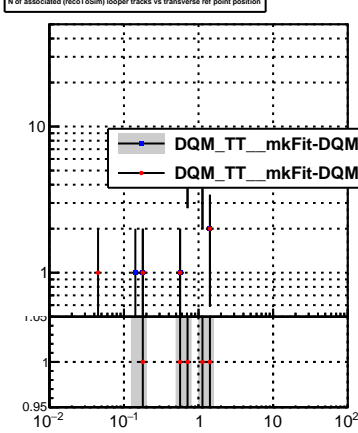 N of associated (recoToSim) looper tracks vs transverse ref point position
10
DQM_TT__mkFit-DQM
DQM_TT__mkFit-DQM
1
1.05
1
0.95
10⁻² 10⁻¹ 1 10 10²